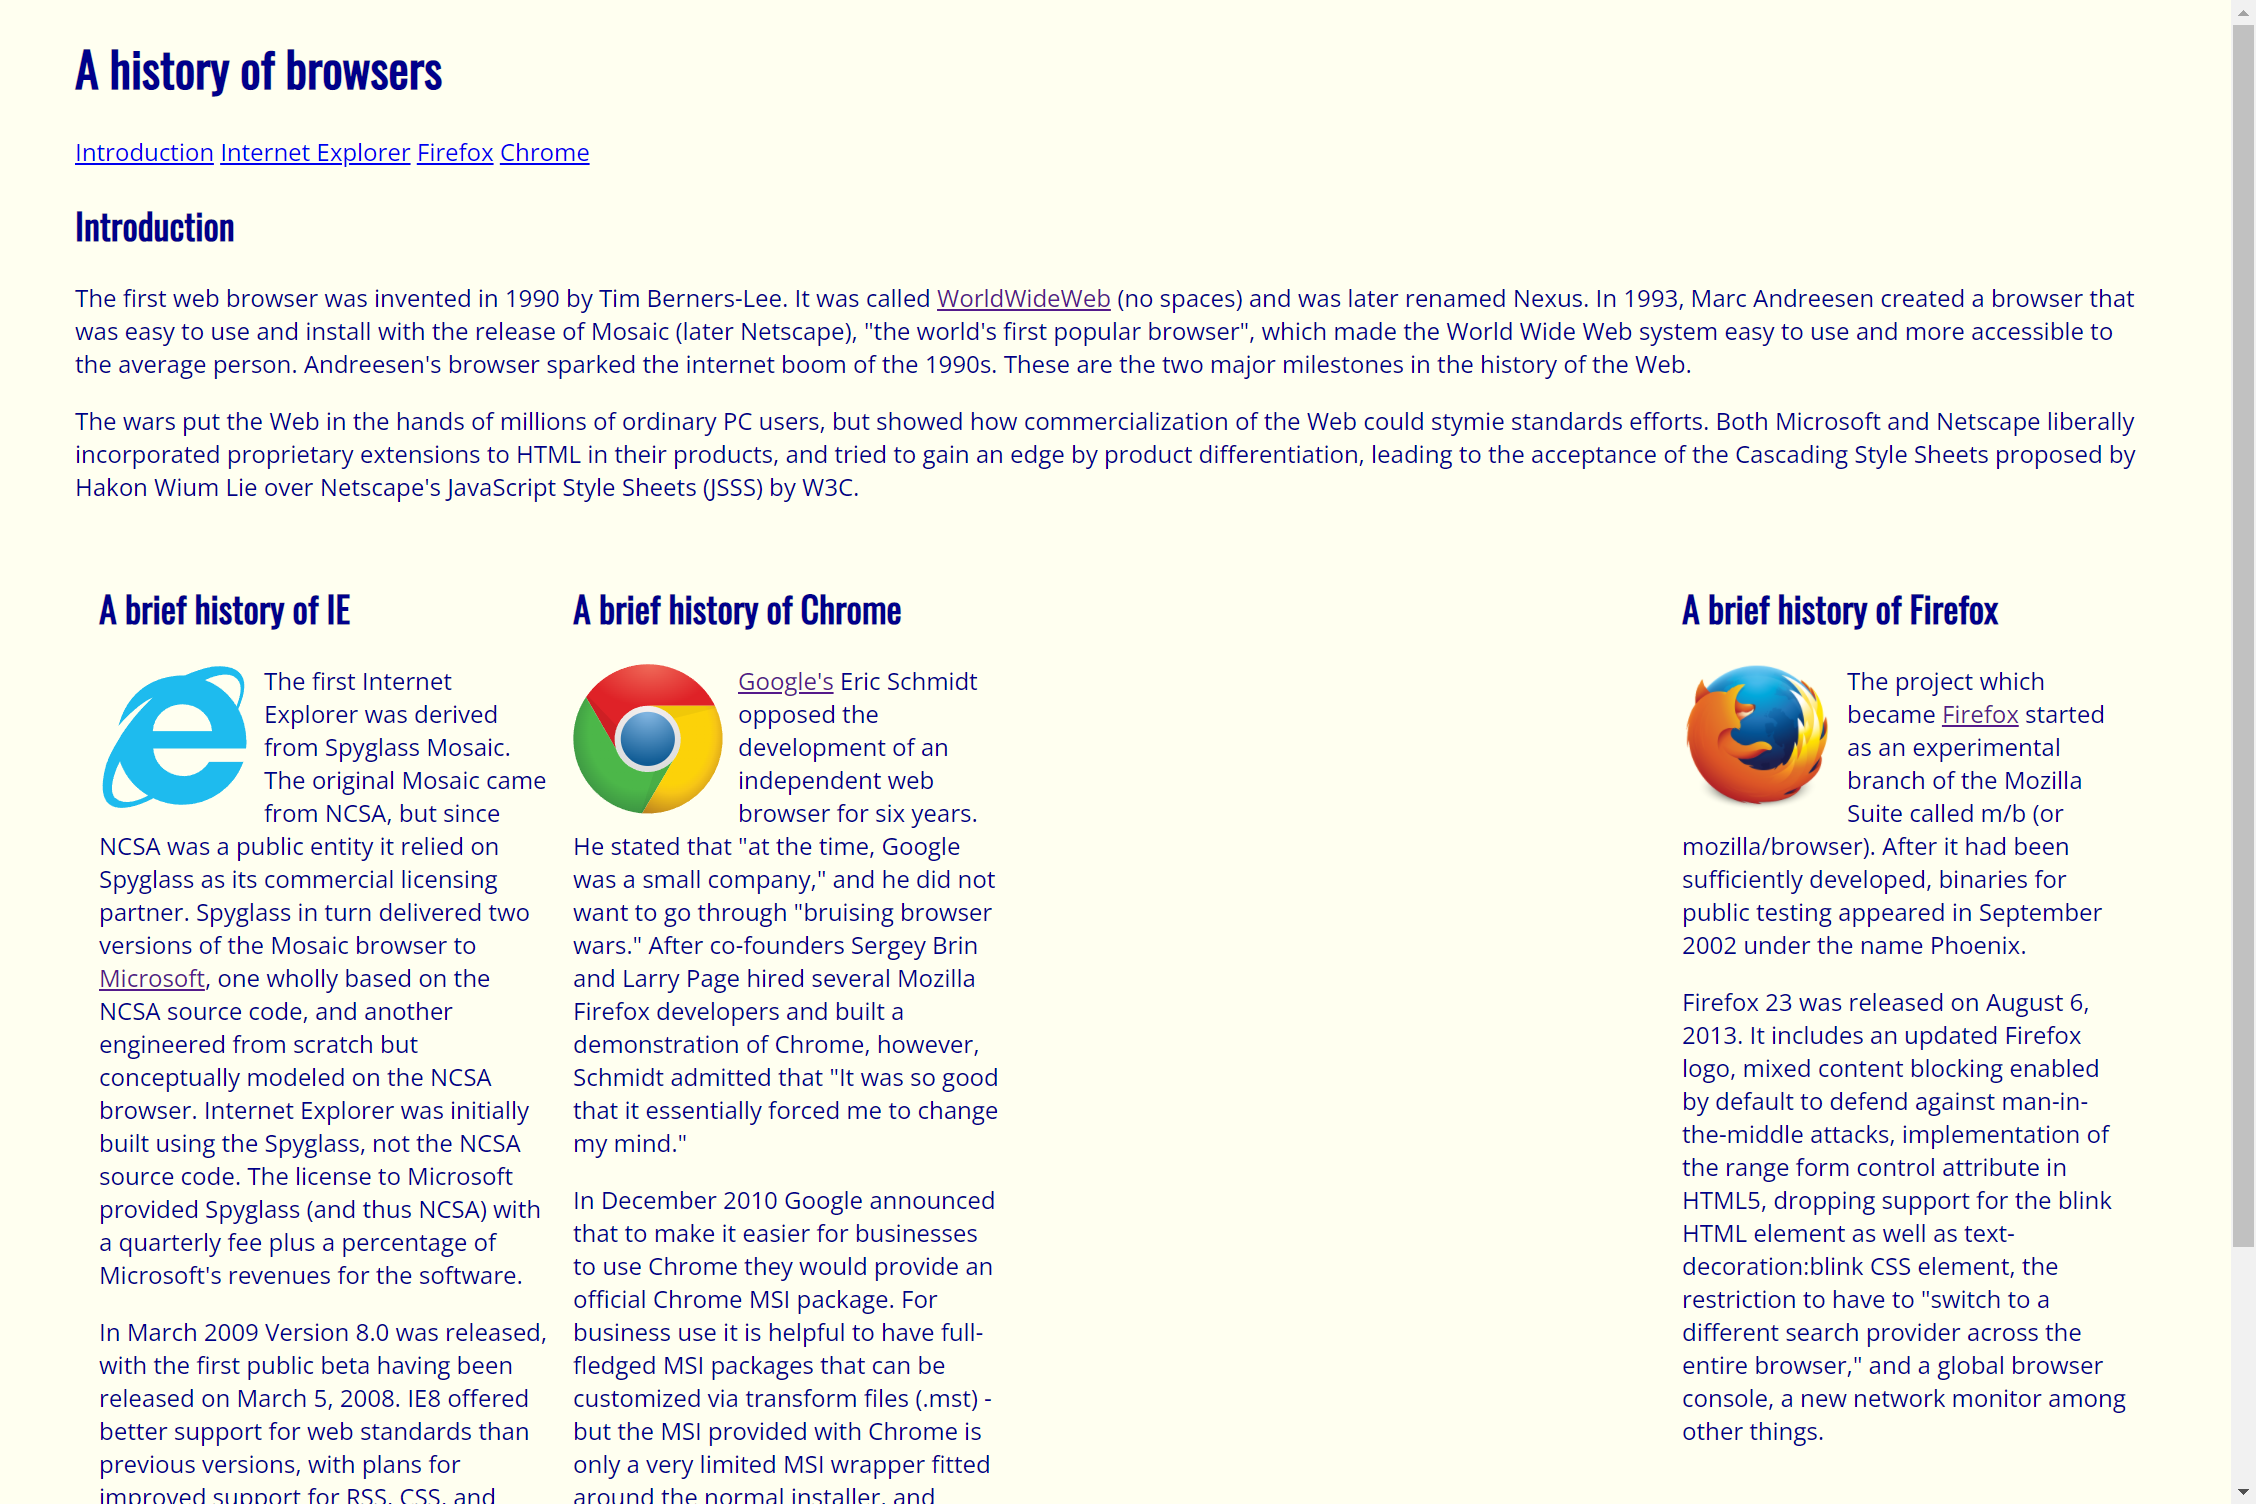 A history of browsers
Introduction Internet Explorer Firefox Chrome
Introduction
The first web browser was invented in 1990 by Tim Berners-Lee. It was called WorldWideWeb (no spaces) and was later renamed Nexus. In 1993, Marc Andreesen created a browser that
was easy to use and install with the release of Mosaic (later Netscape), "the world's first popular browser", which made the World Wide Web system easy to use and more accessible to
the average person. Andreesen's browser sparked the internet boom of the 1990s. These are the two major milestones in the history of the Web.
The wars put the Web in the hands of millions of ordinary PC users, but showed how commercialization of the Web could stymie standards efforts. Both Microsoft and Netscape liberally
incorporated proprietary extensions to HTML in their products, and tried to gain an edge by product differentiation, leading to the acceptance of the Cascading Style Sheets proposed by
Hakon Wium Lie over Netscape's JavaScript Style Sheets (JSSS) by W3C.
A brief history of IE
The first Internet
Explorer was derived
from Spyglass Mosaic.
The original Mosaic came
from NCSA, but since
NCSA was a public entity it relied on
Spyglass as its commercial licensing
partner. Spyglass in turn delivered two
versions of the Mosaic browser to
Microsoft, one wholly based on the
NCSA source code, and another
engineered from scratch but
conceptually modeled on the NCSA
browser. Internet Explorer was initially
built using the Spyglass, not the NCSA
source code. The license to Microsoft
provided Spyglass (and thus NCSA) with
a quarterly fee plus a percentage of
Microsoft's revenues for the software.
In March 2009 Version 8.0 was released,
with the first public beta having been
released on March 5, 2008. IE8 offered
better support for web standards than
previous versions, with plans for
improved support for RSS, CSS, and
A brief history of Chrome
Google's Eric Schmidt
opposed the
development of an
independent web
browser for six years.
He stated that "at the time, Google
was a small company," and he did not
want to go through "bruising browser
wars." After co-founders Sergey Brin
and Larry Page hired several Mozilla
Firefox developers and built a
demonstration of Chrome, however,
Schmidt admitted that "It was so good
that it essentially forced me to change
my mind."
In December 2010 Google announced
that to make it easier for businesses
to use Chrome they would provide an
official Chrome MSI package. For
business use it is helpful to have full-
fledged MSI packages that can be
customized via transform files (.mst) -
but the MSI provided with Chrome is
only a very limited MSI wrapper fitted
around the normal installer, and
A brief history of Firefox
The project which
became Firefox started
as an experimental
branch of the Mozilla
Suite called m/b (or
mozilla/browser). After it had been
sufficiently developed, binaries for
public testing appeared in September
2002 under the name Phoenix.
Firefox 23 was released on August 6,
2013. It includes an updated Firefox
logo, mixed content blocking enabled
by default to defend against man-in-
the-middle attacks, implementation of
the range form control attribute in
HTML5, dropping support for the blink
HTML element as well as text-
decoration:blink CSS element, the
restriction to have to "switch to a
different search provider across the
entire browser," and a global browser
console, a new network monitor among
other things.